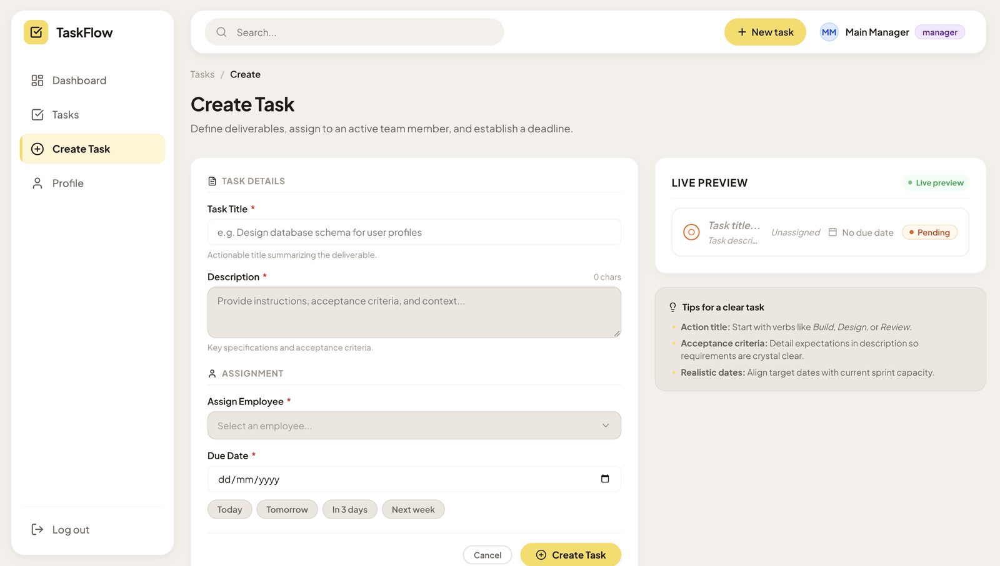 TaskFlow
Dashboard
Tasks
Create Task
Profile
Log out
Search...
+ New task
MM
Main Manager
manager
Tasks / Create
Create Task
Define deliverables, assign to an active team member, and establish a deadline.
TASK DETAILS
Task Title *
e.g. Design database schema for user profiles
Actionable title summarizing the deliverable.
Description *
0 chars
Provide instructions, acceptance criteria, and context...
Key specifications and acceptance criteria.
ASSIGNMENT
Assign Employee *
Select an employee...
Due Date *
dd/mm/yyyy
Today
Tomorrow
In 3 days
Next week
Cancel
Create Task
LIVE PREVIEW
Live preview
Task title...
Task descri...
Unassigned
No due date
Pending
Tips for a clear task
Action title: Start with verbs like Build, Design, or Review.
Acceptance criteria: Detail expectations in description so
requirements are crystal clear.
Realistic dates: Align target dates with current sprint capacity.